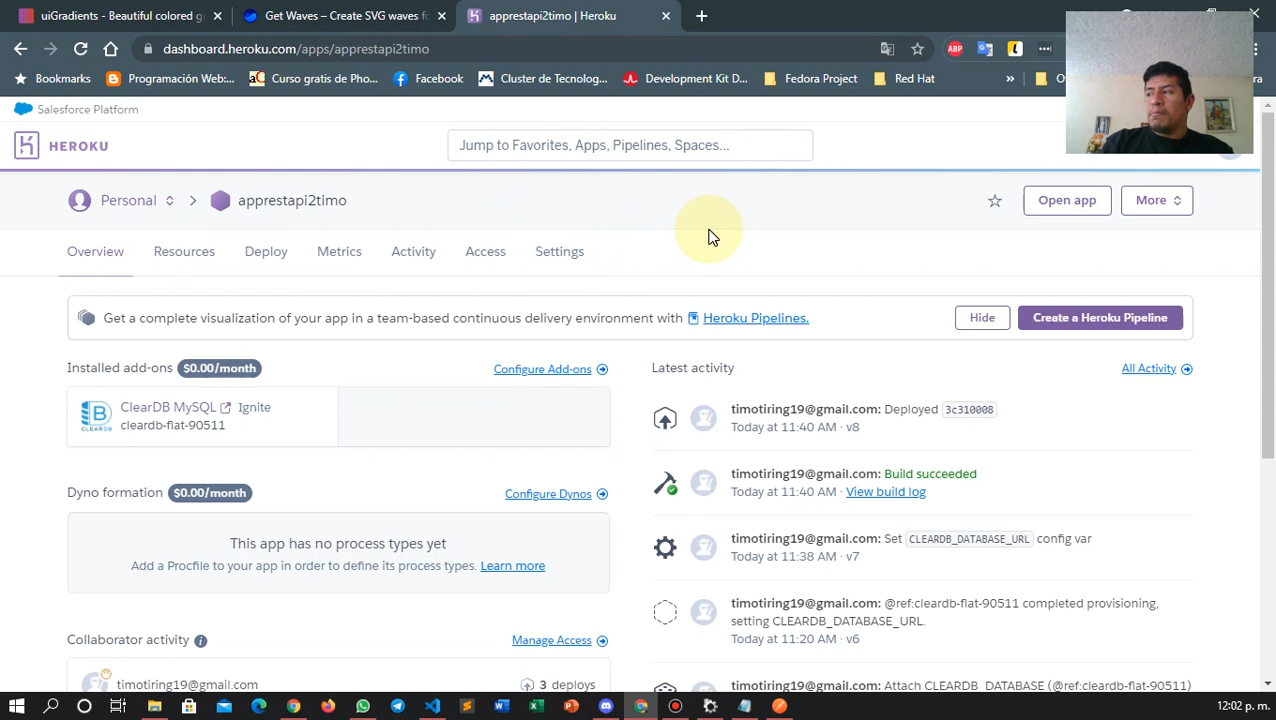 uiGradients - Beautiful colored g
Get Waves – Create SVG waves f
apprestapi2timo | Heroku
dashboard.heroku.com/apps/apprestapi2timo
ABP
Bookmarks
Programación Web:...
Curso gratis de Pho...
Facebook
Cluster de Tecnolog...
Development Kit D...
Fedora Project
Red Hat
Salesforce Platform
HEROKU
Jump to Favorites, Apps, Pipelines, Spaces...
Personal
apprestapi2timo
Open app
More
Overview
Resources
Deploy
Metrics
Activity
Access
Settings
Get a complete visualization of your app in a team-based continuous delivery environment with Heroku Pipelines.
Hide
Create a Heroku Pipeline
Installed add-ons $0.00/month
Configure Add-ons
ClearDB MySQL Ignite
cleardb-flat-90511
CLEARDB
Dyno formation $0.00/month
Configure Dynos
This app has no process types yet
Add a Procfile to your app in order to define its process types. Learn more
Collaborator activity
Manage Access
timotiring19@gmail.com
3 deploys
Latest activity
All Activity
timotiring19@gmail.com: Deployed 3c310008
Today at 11:40 AM · v8
timotiring19@gmail.com: Build succeeded
Today at 11:40 AM · View build log
timotiring19@gmail.com: Set CLEARDB_DATABASE_URL config var
Today at 11:38 AM · v7
timotiring19@gmail.com: @ref:cleardb-flat-90511 completed provisioning,
setting CLEARDB_DATABASE_URL.
Today at 11:20 AM · v6
timotiring19@gmail.com: Attach CLEARDB_DATABASE (@ref:cleardb-flat-90511)
12:02 p. m.